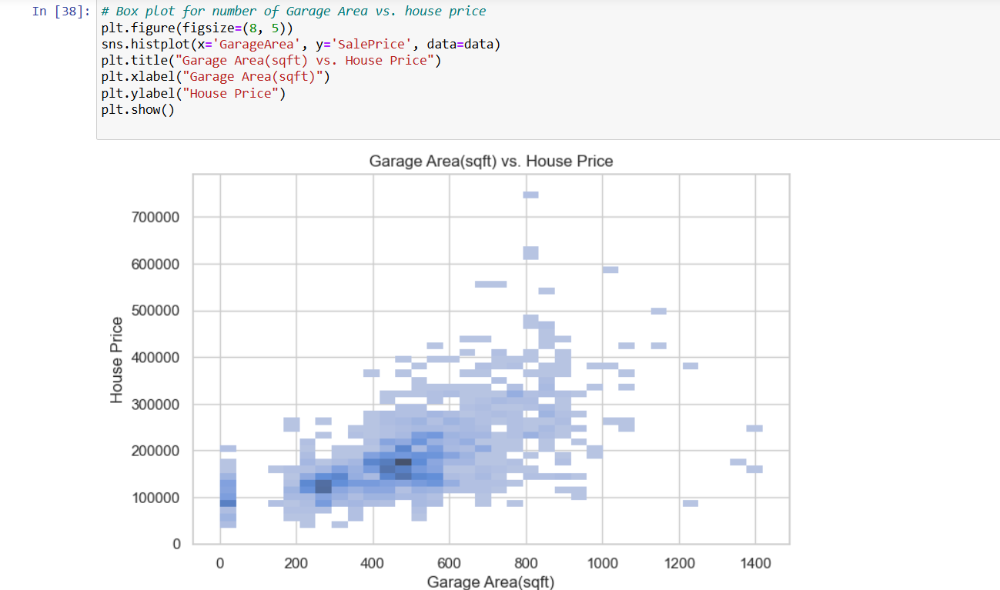 In [38]: # Box plot for number of Garage Area vs. house price
plt.figure(figsize=(8, 5))
sns.histplot(x='GarageArea', y='SalePrice', data=data)
plt.title("Garage Area(sqft) vs. House Price")
plt.xlabel("Garage Area(sqft)")
plt.ylabel("House Price")
plt.show()
Garage Area(sqft) vs. House Price
700000
600000
500000
400000
300000
200000
100000
0
House Price
0 200 400 600 800 1000 1200 1400
Garage Area(sqft)